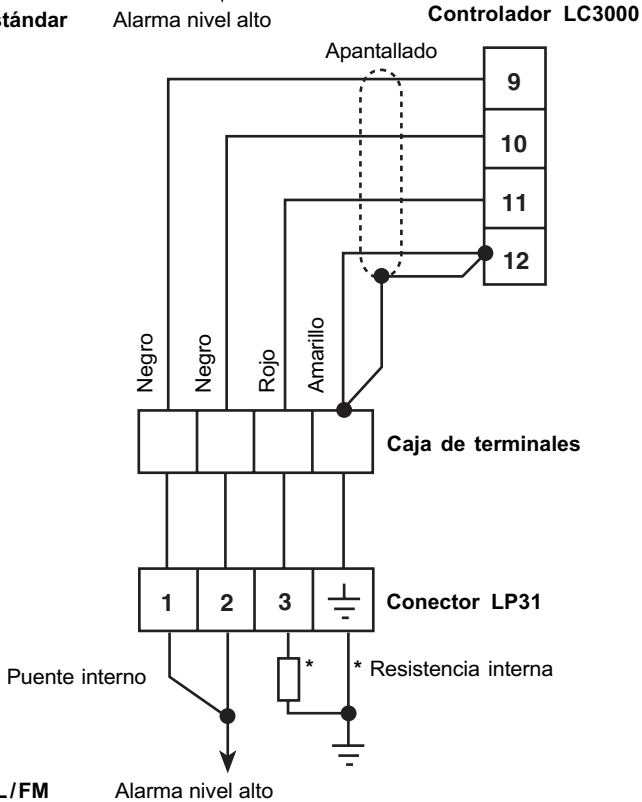 stándar Alarma nivel alto
Controlador LC3000
Apantallado
9
10
11
12
Negro
Negro
Rojo
Amarillo
Caja de terminales
1 2 3
Conector LP31
Puente interno
*
* Resistencia interna
L/FM Alarma nivel alto